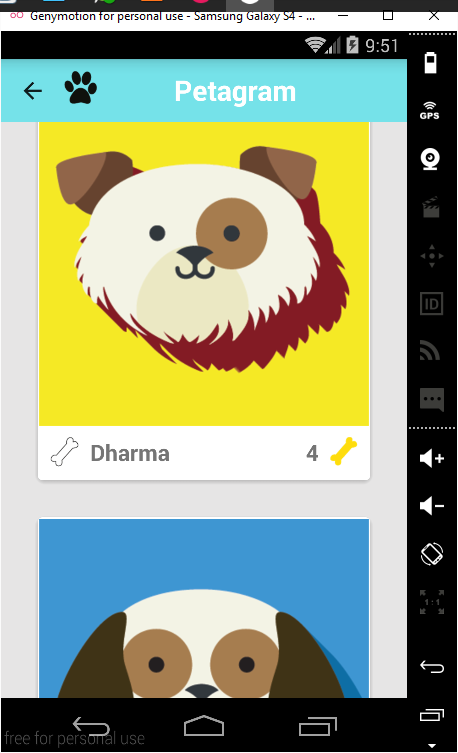 Genymotion for personal use - Samsung Galaxy S4 - ...
9:51
Petagram
GPS
Dharma
4
ID
1:1
free for personal use